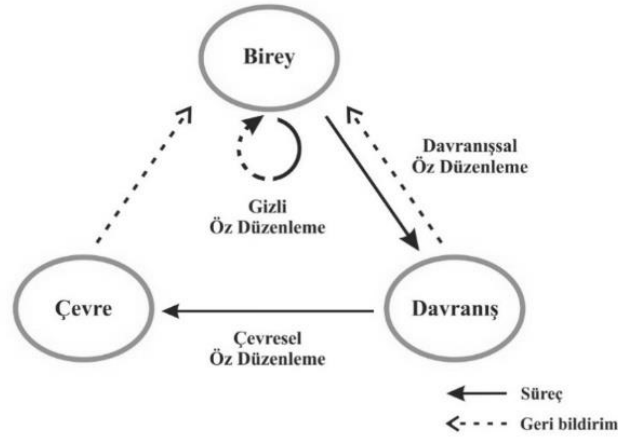 Birey
Davranışsal
Öz Düzenleme
Gizli
Öz Düzenleme
Çevre
Davranış
Çevresel
Öz Düzenleme
Süreç
Geri bildirim